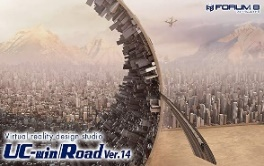 FORUM 8
Virtual reality design studio
UC-win/Road Ver.14